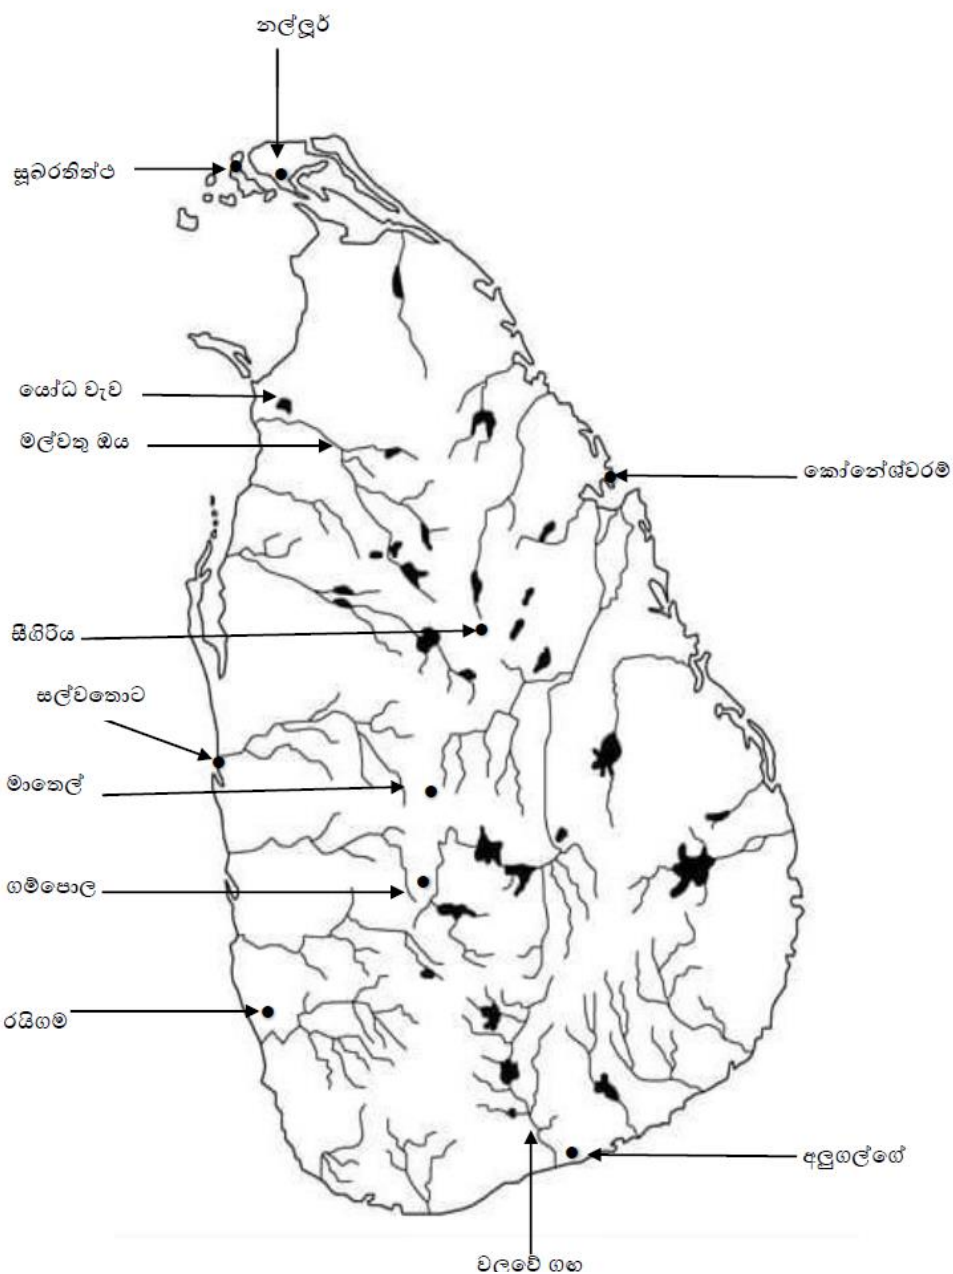 නල්ලූර්
සූබරතිත්ථ
යෝධ වැව
මල්වතු ඔය
කෝනේශ්වරම්
සීගිරිය
සල්වතොට
මාතෙල්
ගම්පොල
රයිගම
අලුගල්ගේ
වලවේ ගඟ